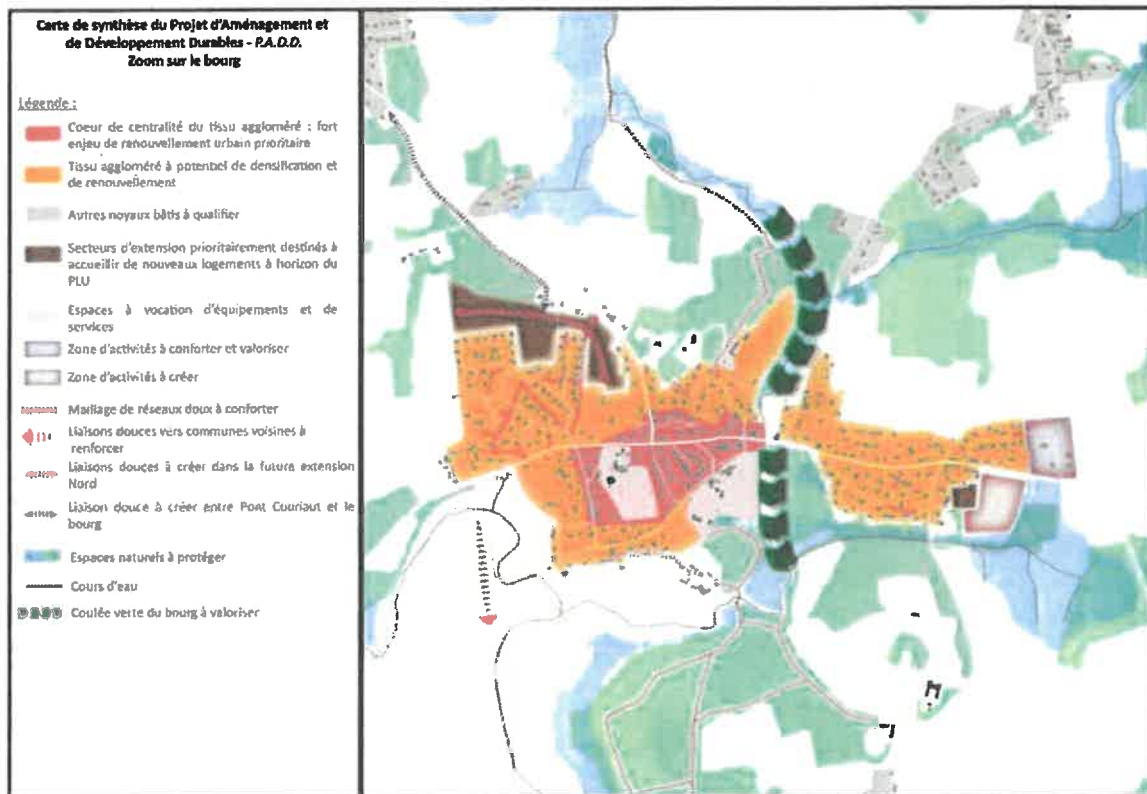 Carte de synthèse du Projet d'Aménagement et
de Développement Durables - P.A.D.D.
Zoom sur le bourg
Légende :
Coeur de centralité du tissu aggloméré : fort
enjeu de renouvellement urbain prioritaire
Tissu aggloméré à potentiel de densification et
de renouvellement
Autres noyaux bâtis à qualifier
Secteurs d'extension prioritairement destinés à
accueillir de nouveaux logements à horizon du
PLU
Espaces à vocation d'équipements et de
services
Zone d'activités à conforter et valoriser
Zone d'activités à créer
Maillage de réseaux doux à conforter
Liaisons douces vers communes voisines à
renforcer
Liaisons douces à créer dans la future extension
Nord
Liaison douce à créer entre Pont Couriaut et le
bourg
Espaces naturels à protéger
Cours d'eau
Coulée verte du bourg à valoriser